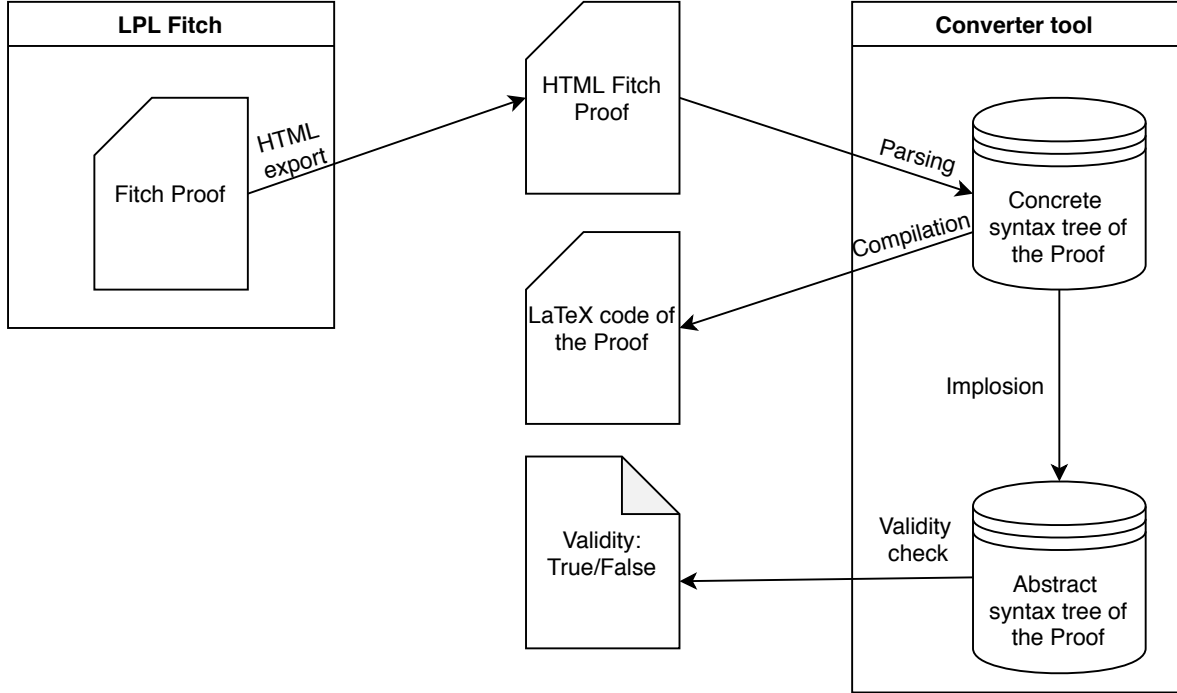 LPL Fitch
Converter tool
HTML Fitch
Proof
HTML
export
Fitch Proof
Parsing
Concrete
syntax tree of
the Proof
Compilation
LaTeX code of
the Proof
Implosion
Validity:
True/False
Validity
check
Abstract
syntax tree of
the Proof